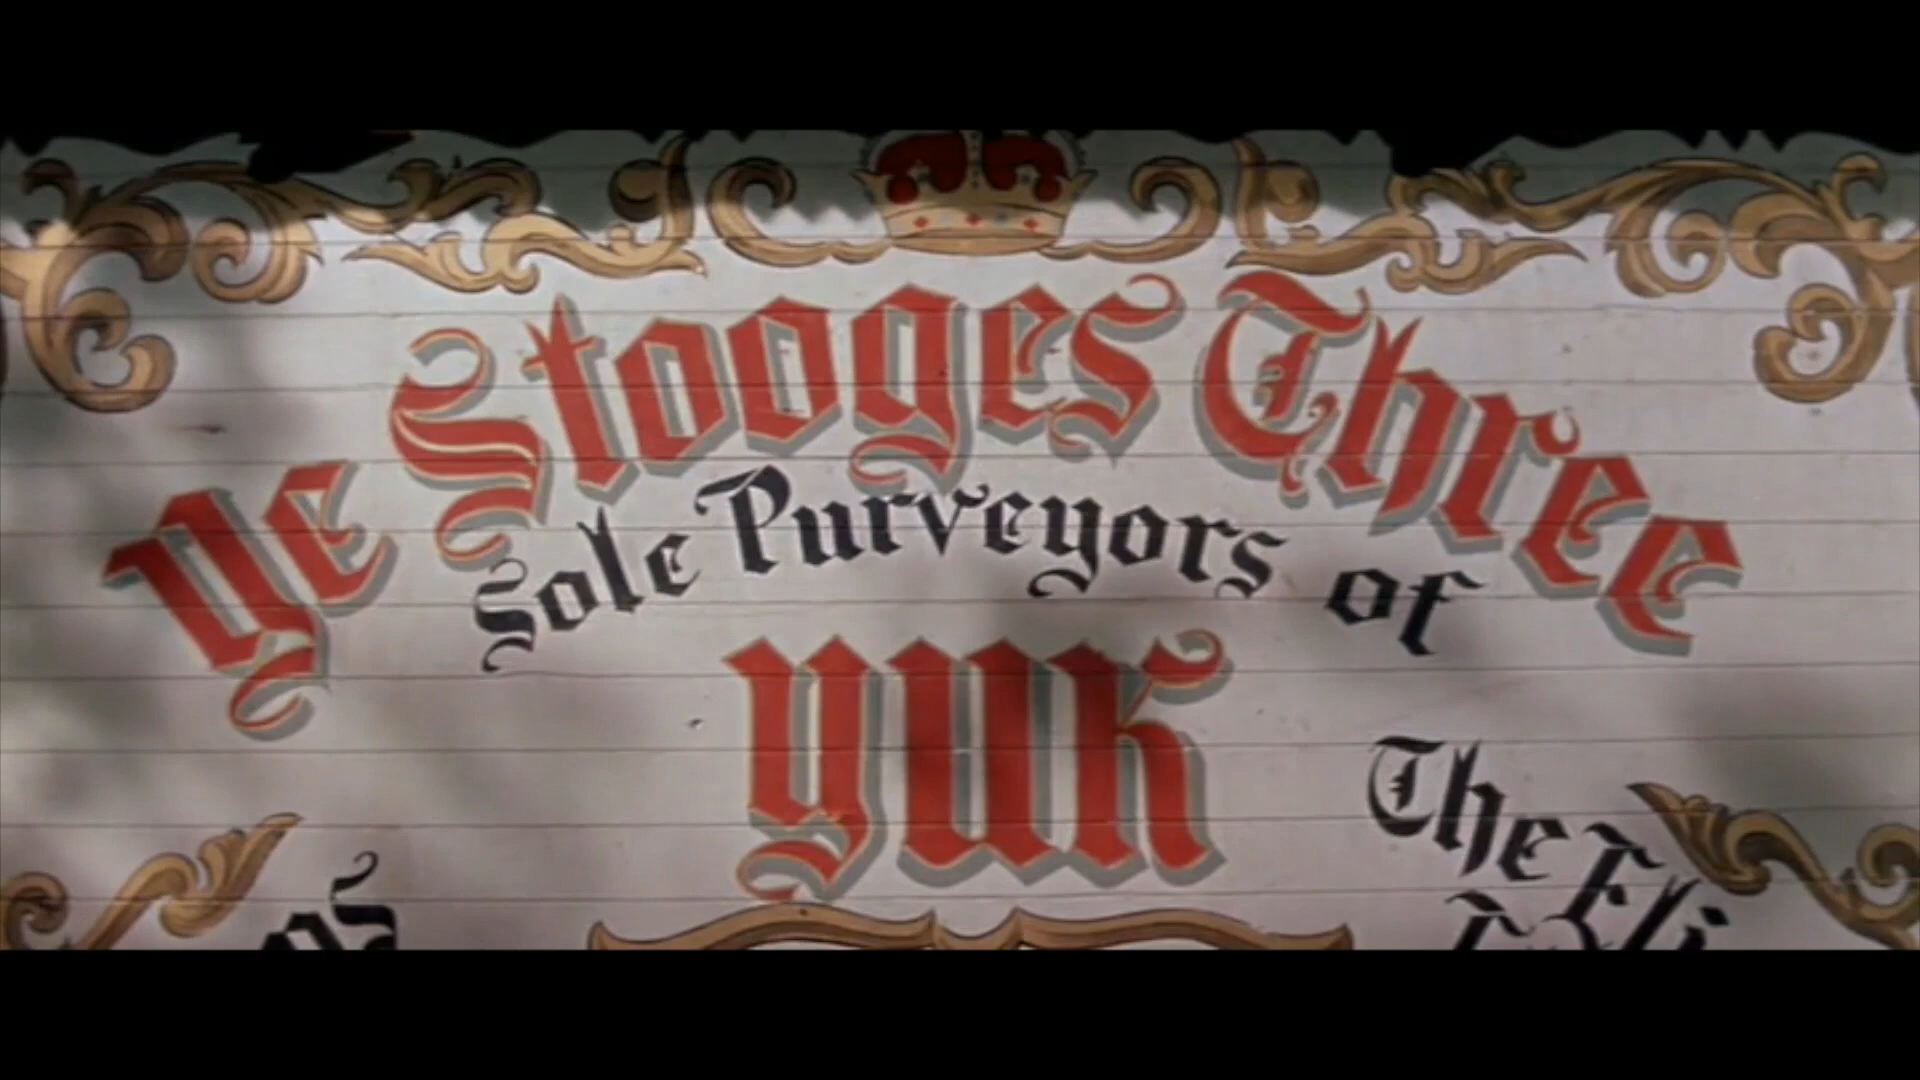 Ye Stooges Three
Sole Purveyors of
yuk
The